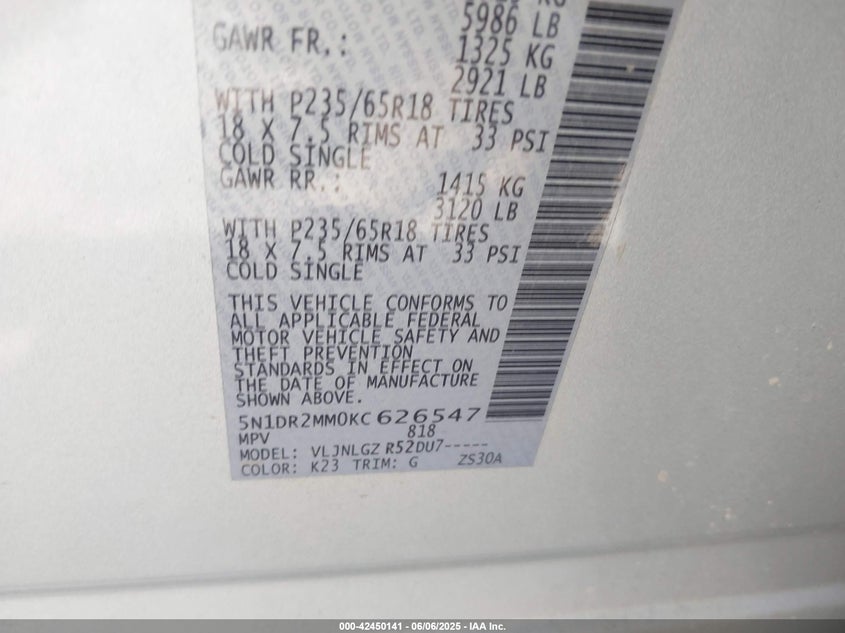 5986 LB
GAWR FR.: 1325 KG
2921 LB
WITH P235/65R18 TIRES
18 X 7.5 RIMS AT 33 PSI
COLD SINGLE
GAWR RR.: 1415 KG
3120 LB
WITH P235/65R18 TIRES
18 X 7.5 RIMS AT 33 PSI
COLD SINGLE
THIS VEHICLE CONFORMS TO
ALL APPLICABLE FEDERAL
MOTOR VEHICLE SAFETY AND
THEFT PREVENTION
STANDARDS IN EFFECT ON
THE DATE OF MANUFACTURE
SHOWN ABOVE.
5N1DR2MM0KC626547
MPV 818
MODEL: VLJNLGZ R52DU7-----
COLOR: K23 TRIM: G ZS30A
000-42450141 - 06/06/2025 - IAA Inc.